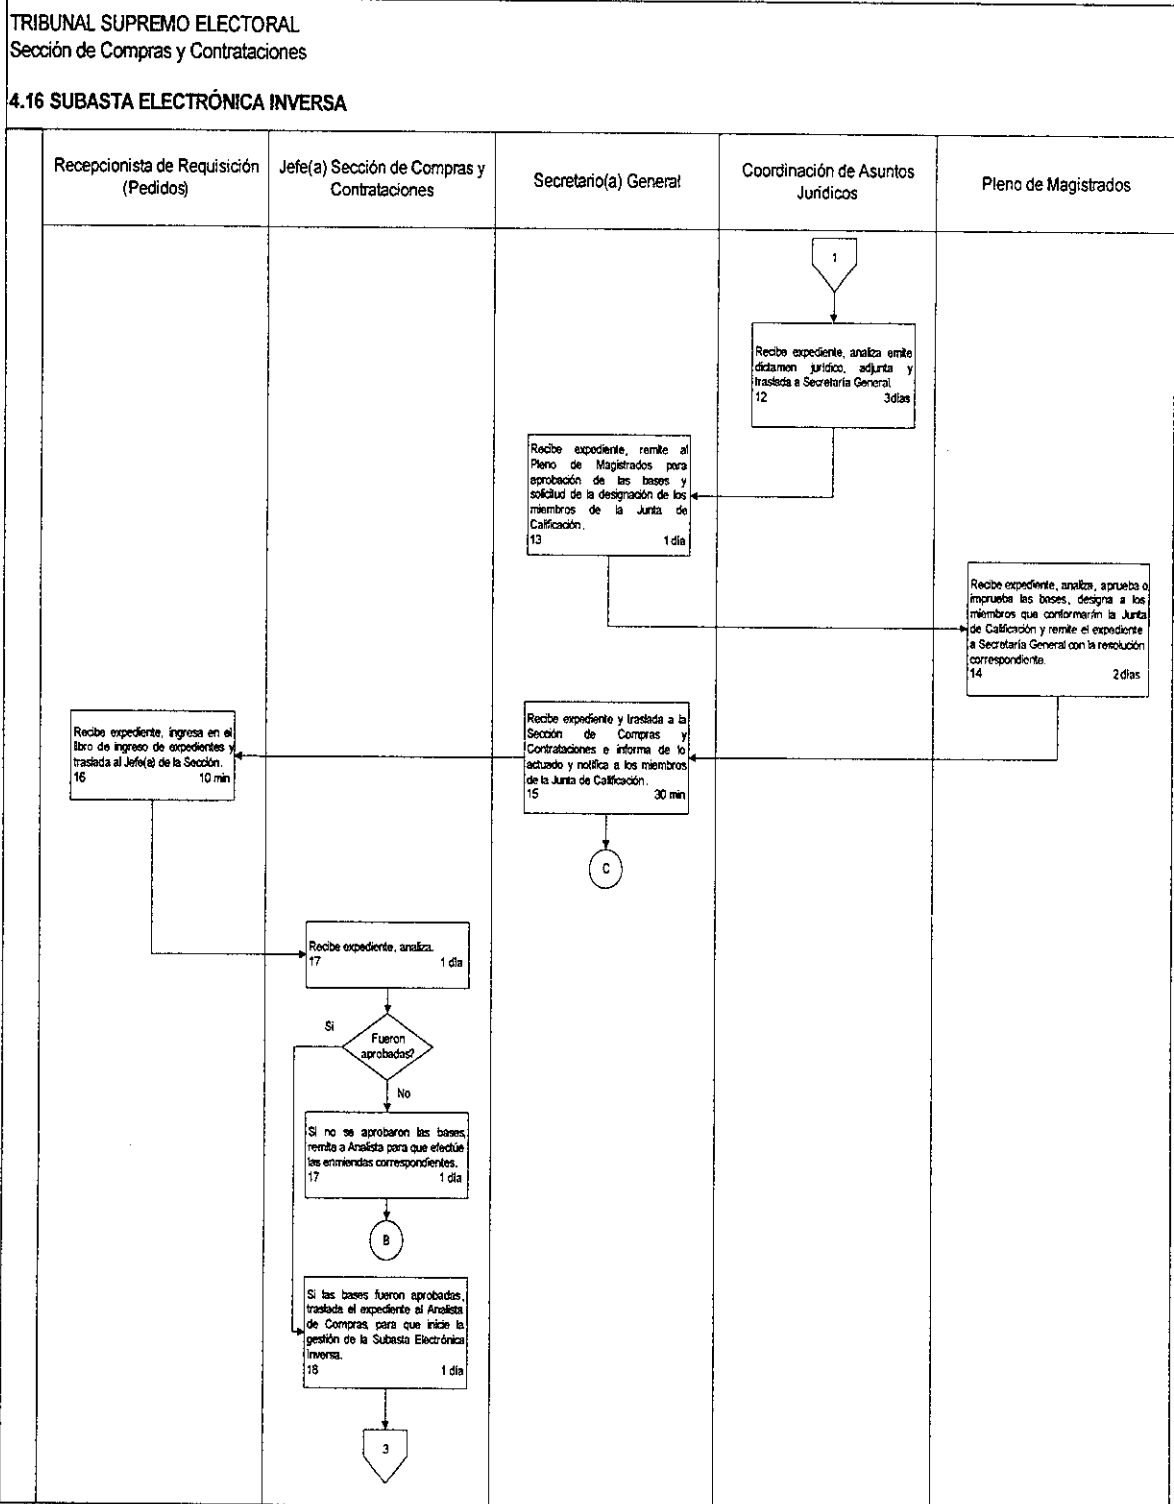 TRIBUNAL SUPREMO ELECTORAL
Sección de Compras y Contrataciones
4.16 SUBASTA ELECTRÓNICA INVERSA
Recepcionista de Requisición
(Pedidos)
Jefe(a) Sección de Compras y
Contrataciones
Secretario(a) General
Coordinación de Asuntos
Jurídicos
Pleno de Magistrados
1
Recibe expediente, analiza emite
dictamen jurídico, adjunta y
traslada a Secretaría General
12 3días
Recibe expediente, remite al
Pleno de Magistrados para
aprobación de las bases y
solicitud de la designación de los
miembros de la Junta de
Calificación.
13 1 día
Recibe expediente, analiza, aprueba o
imprueba las bases, designa a los
miembros que conformarán la Junta
de Calificación y remite el expediente
a Secretaría General con la resolución
correspondiente.
14 2días
Recibe expediente y traslada a la
Sección de Compras y
Contrataciones e informa de lo
actuado y notifica a los miembros
de la Junta de Calificación.
15 30 min
Recibe expediente, ingresa en el
libro de ingreso de expedientes y
traslada al Jefe(a) de la Sección.
16 10 min
C
Recibe expediente, analiza.
17 1 día
Si
Fueron
aprobadas?
No
Si no se aprobaron las bases,
remite a Analista para que efectúe
las enmiendas correspondientes.
17 1 día
B
Si las bases fueron aprobadas,
traslada el expediente al Analista
de Compras, para que inicie la
gestión de la Subasta Electrónica
Inversa.
18 1 día
3